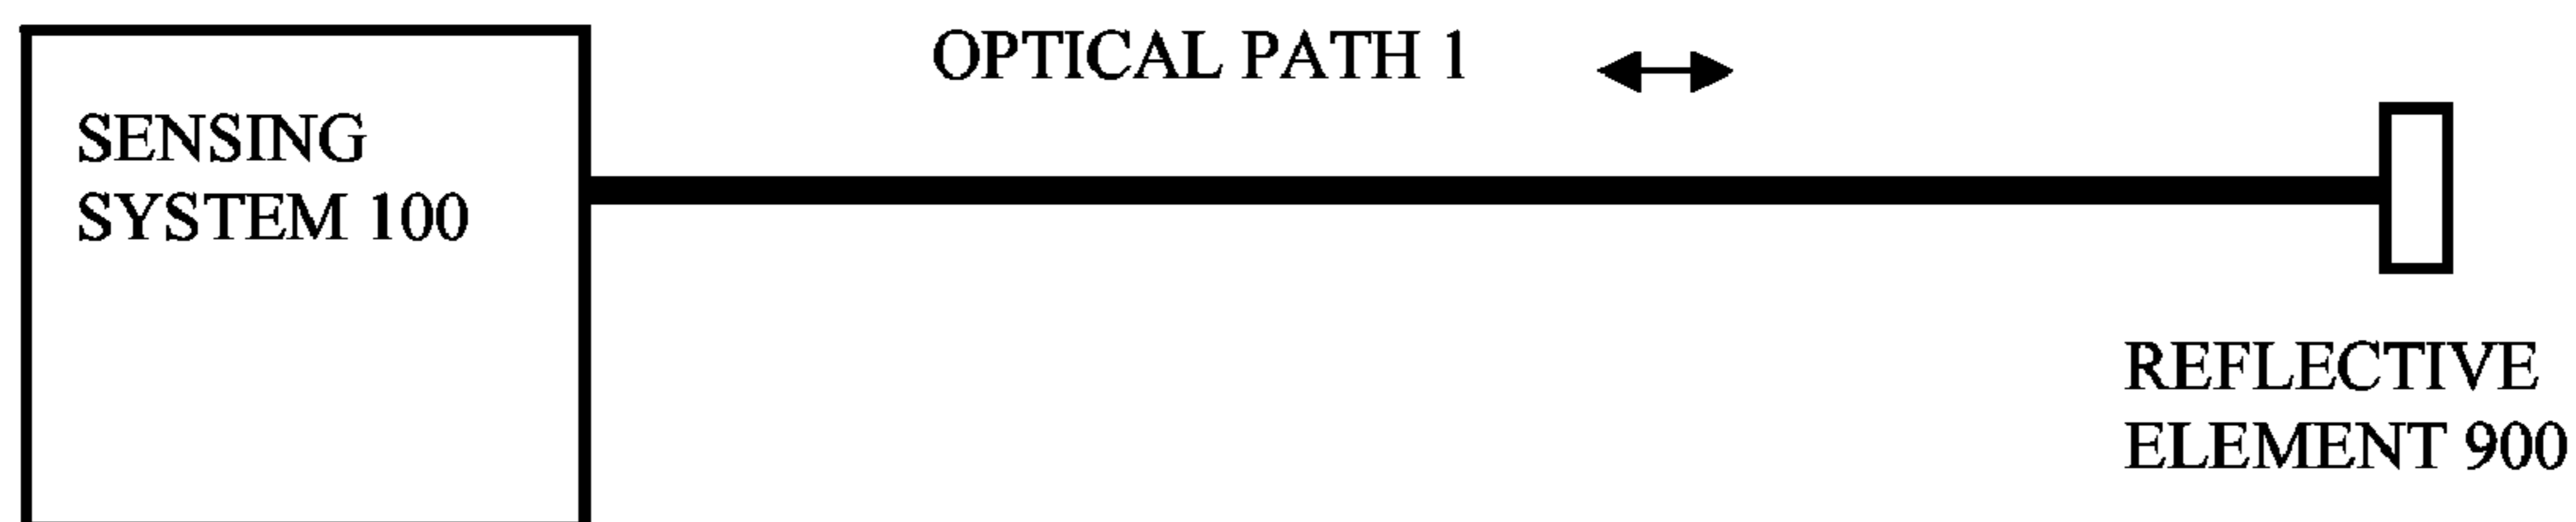 OPTICAL PATH 1
SENSING
SYSTEM 100
REFLECTIVE
ELEMENT 900